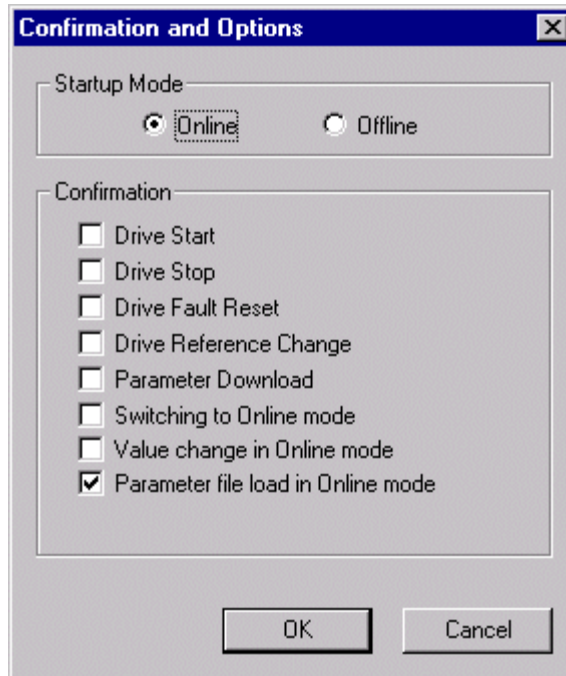 Confirmation and Options
Startup Mode
Online Offline
Confirmation
Drive Start
Drive Stop
Drive Fault Reset
Drive Reference Change
Parameter Download
Switching to Online mode
Value change in Online mode
Parameter file load in Online mode
OK Cancel